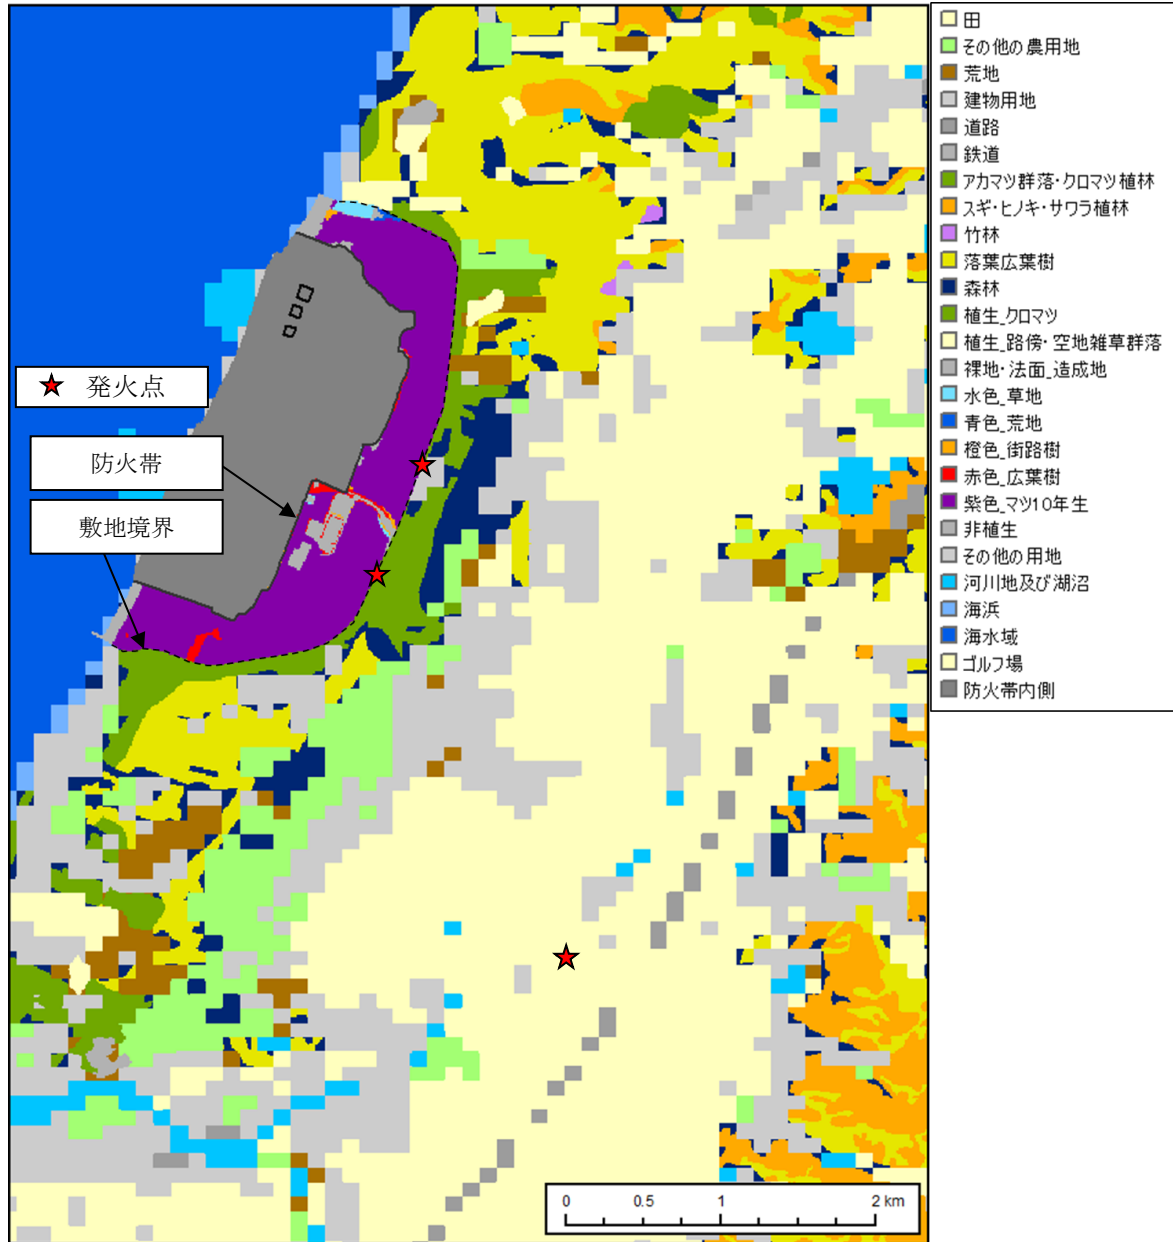 発火点
防火帯
敷地境界
田
その他の農用地
荒地
建物用地
道路
鉄道
アカマツ群落・クロマツ植林
スギ・ヒノキ・サワラ植林
竹林
落葉広葉樹
森林
植生_クロマツ
植生_路傍・空地雑草群落
裸地・法面_造成地
水色_草地
青色_荒地
橙色_街路樹
赤色_広葉樹
紫色_マツ10年生
非植生
その他の用地
河川地及び湖沼
海浜
海水域
ゴルフ場
防火帯内側
0 0.5 1 2 km